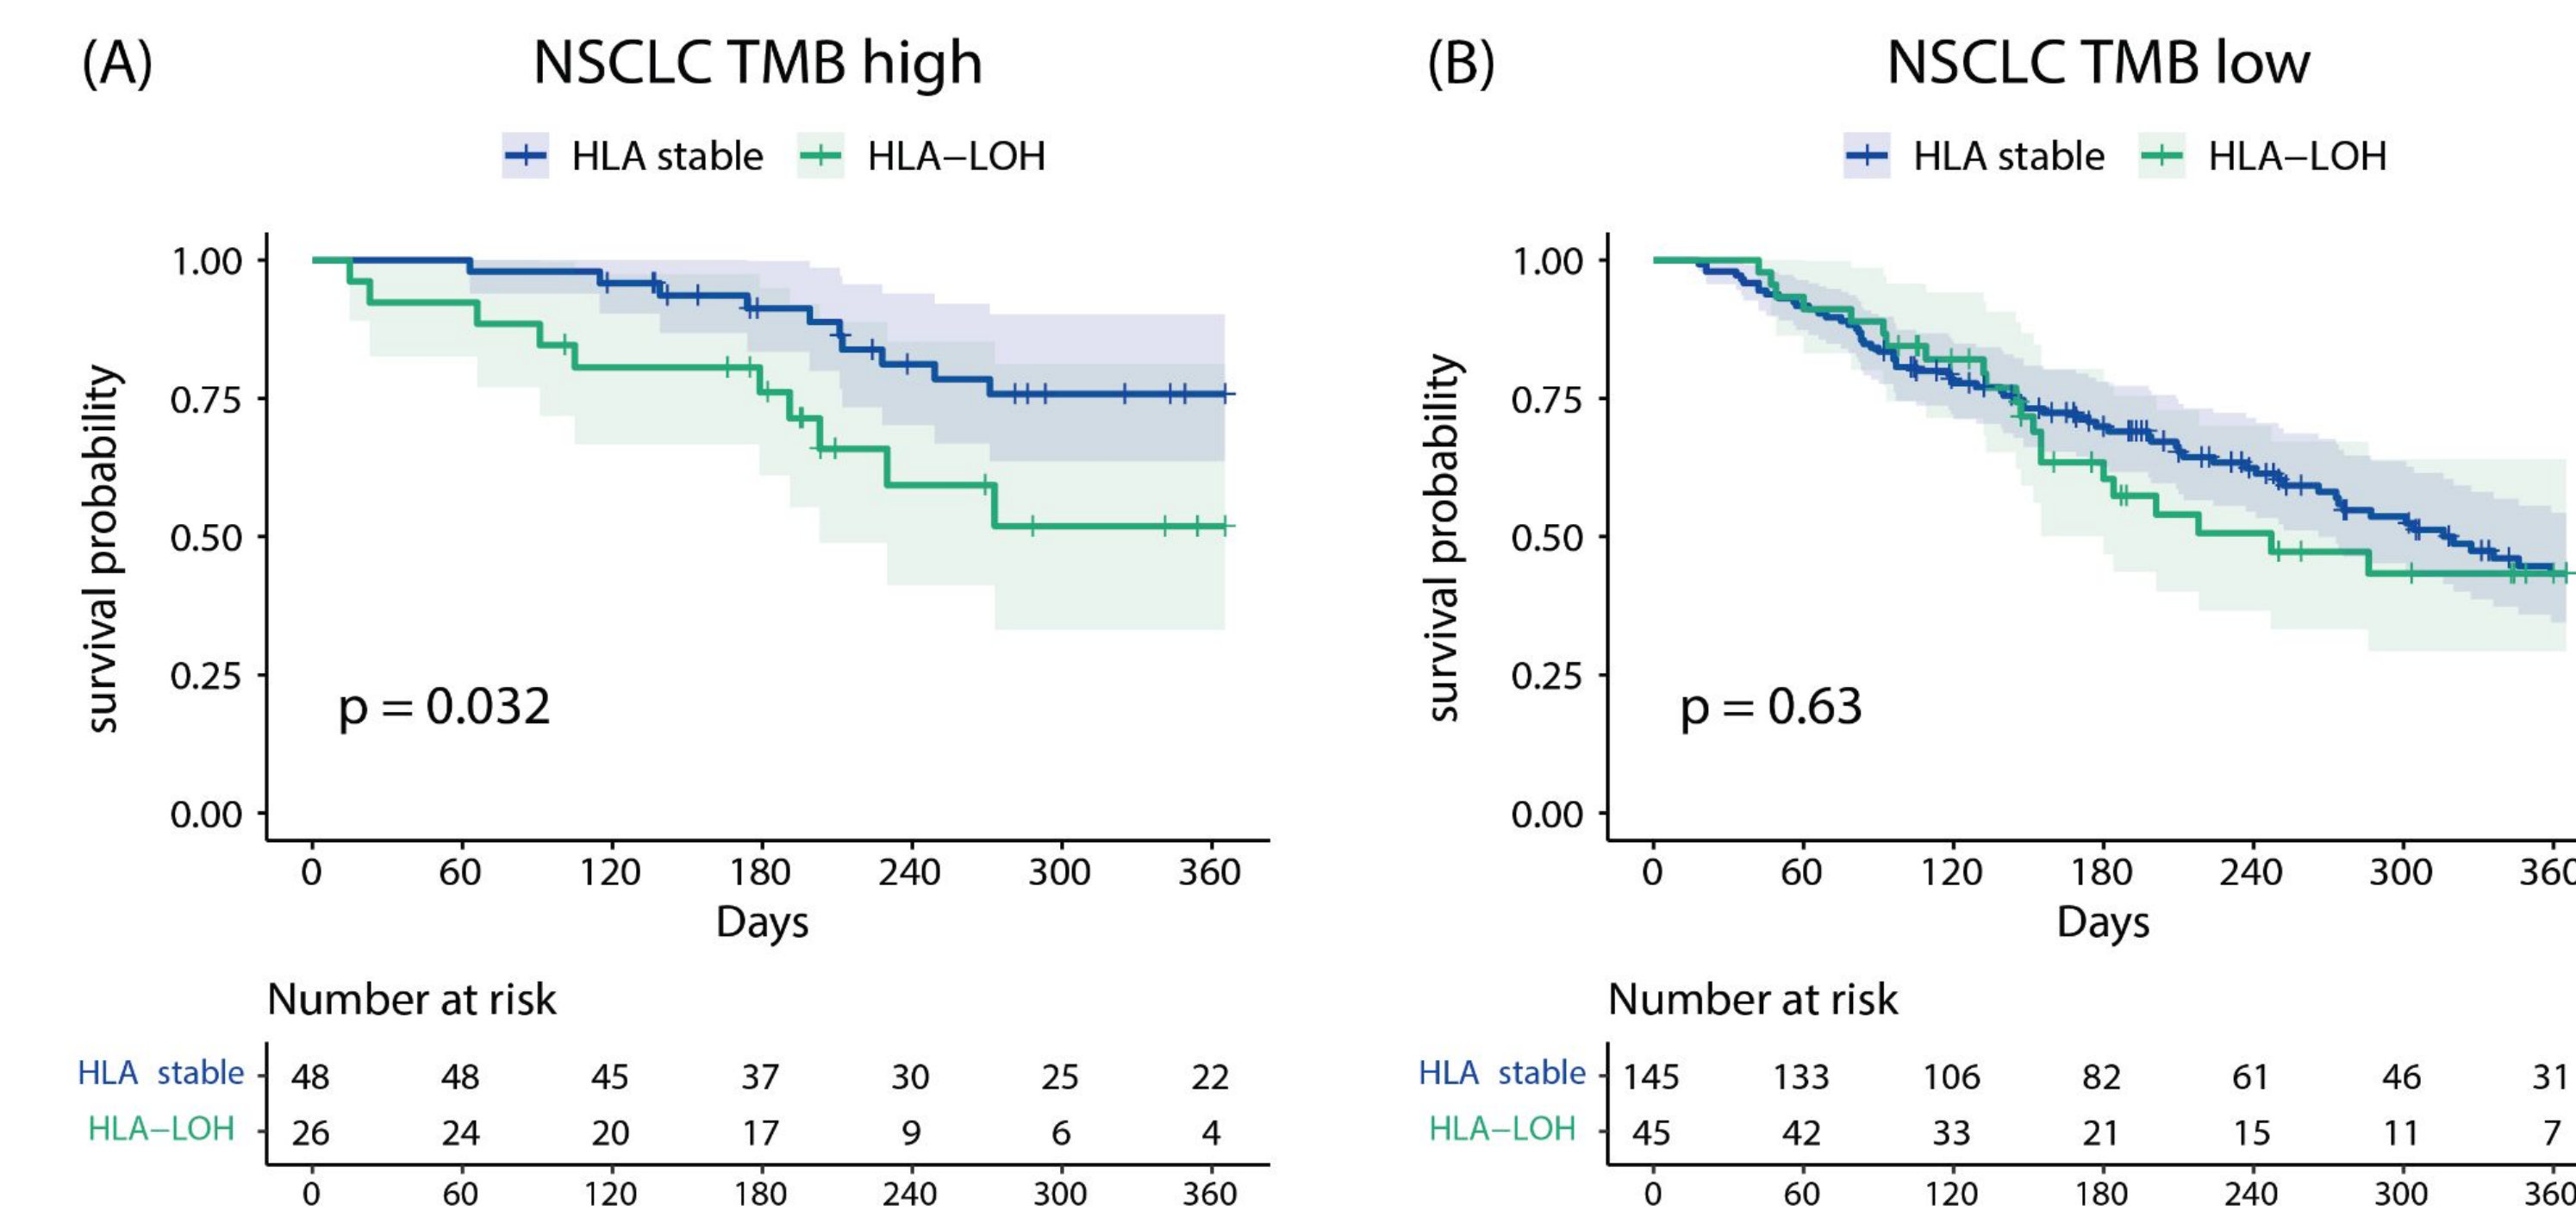 (A)
NSCLC TMB high
HLA stable HLA–LOH
survival probability
1.00
0.75
0.50
0.25
0.00
p = 0.032
0 60 120 180 240 300 360
Days
Number at risk
HLA stable 48 48 45 37 30 25 22
HLA–LOH 26 24 20 17 9 6 4
0 60 120 180 240 300 360
(B)
NSCLC TMB low
HLA stable HLA–LOH
survival probability
1.00
0.75
0.50
0.25
0.00
p = 0.63
0 60 120 180 240 300 360
Days
Number at risk
HLA stable 145 133 106 82 61 46 31
HLA–LOH 45 42 33 21 15 11 7
0 60 120 180 240 300 360